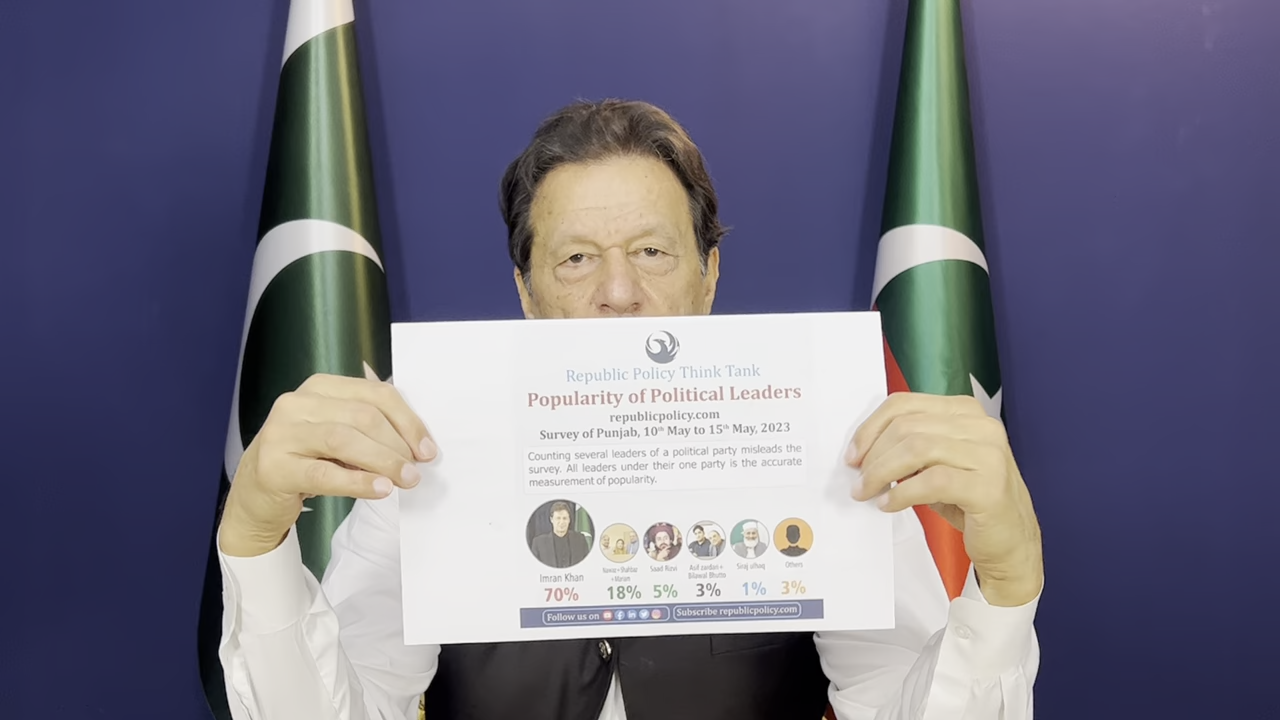 Republic Policy Think Tank
Popularity of Political Leaders
republicpolicy.com
Survey of Punjab, 10th May to 15th May, 2023
Counting several leaders of a political party misleads the
survey. All leaders under their one party is the accurate
measurement of popularity.
Imran Khan
70%
Nawaz+Shahbaz
+Maram
18%
Saad Rizvi
5%
Asif zardari+
Bilawal Bhutto
3%
Siraj ulhaq
1%
Others
3%
Follow us on
Subscribe republicpolicy.com